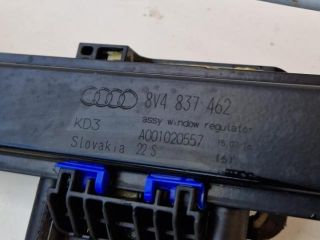 8V4 837 462
assy window regulator
KD3 A001020557
Slovakia 22 S